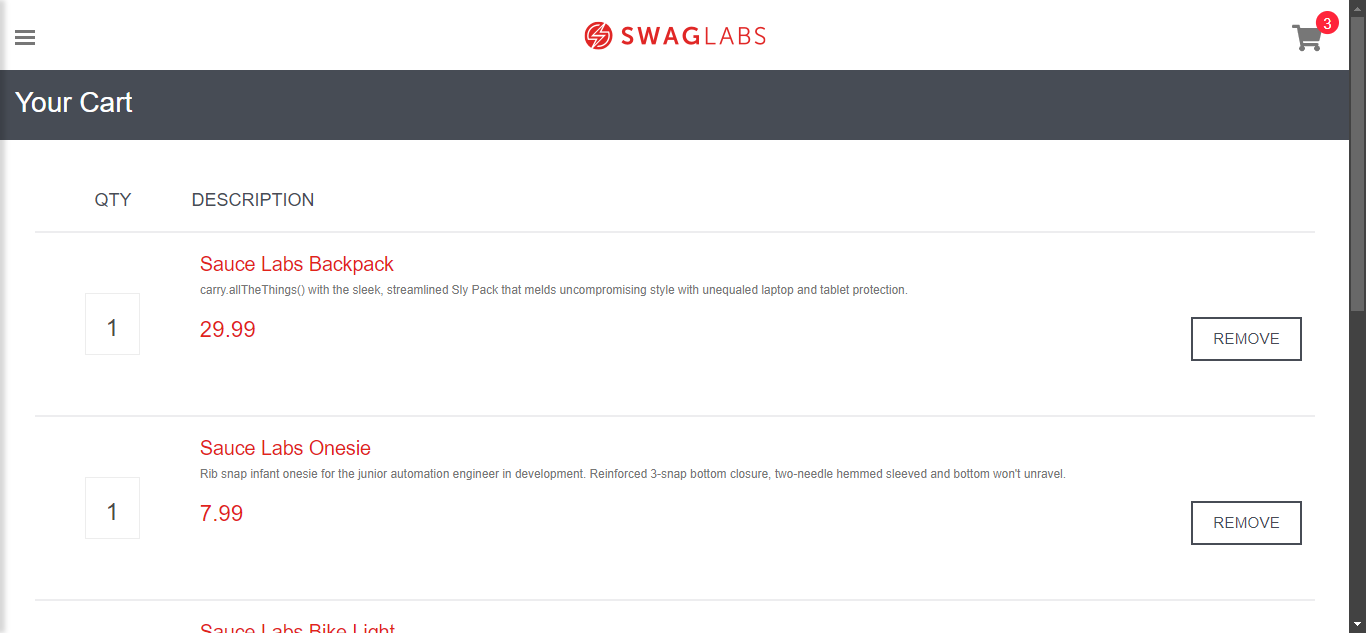 SWAGLABS
3
Your Cart
QTY DESCRIPTION
Sauce Labs Backpack
carry.allTheThings() with the sleek, streamlined Sly Pack that melds uncompromising style with unequaled laptop and tablet protection.
1
29.99
REMOVE
Sauce Labs Onesie
Rib snap infant onesie for the junior automation engineer in development. Reinforced 3-snap bottom closure, two-needle hemmed sleeved and bottom won't unravel.
1
7.99
REMOVE
Sauce Labs Bike Light